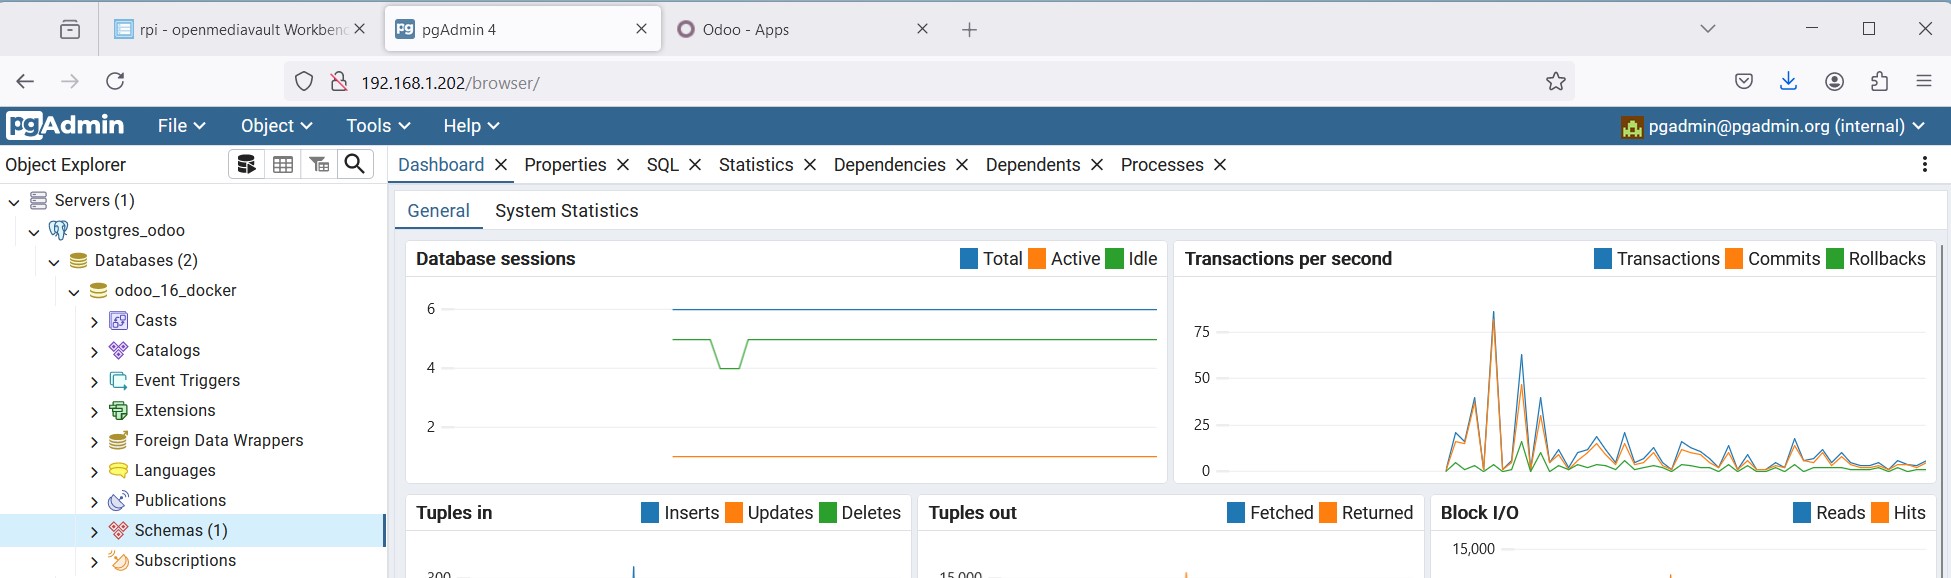 rpi - openmediavault Workbenc
pgAdmin 4
Odoo - Apps
192.168.1.202/browser/
pgAdmin File Object Tools Help pgadmin@pgadmin.org (internal)
Object Explorer
Dashboard Properties SQL Statistics Dependencies Dependents Processes
Servers (1)
postgres_odoo
Databases (2)
odoo_16_docker
Casts
Catalogs
Event Triggers
Extensions
Foreign Data Wrappers
Languages
Publications
Schemas (1)
Subscriptions
General System Statistics
Database sessions Total Active Idle
6
4
2
Transactions per second Transactions Commits Rollbacks
75
50
25
0
Tuples in Inserts Updates Deletes
300
Tuples out Fetched Returned
15,000
Block I/O Reads Hits
15,000